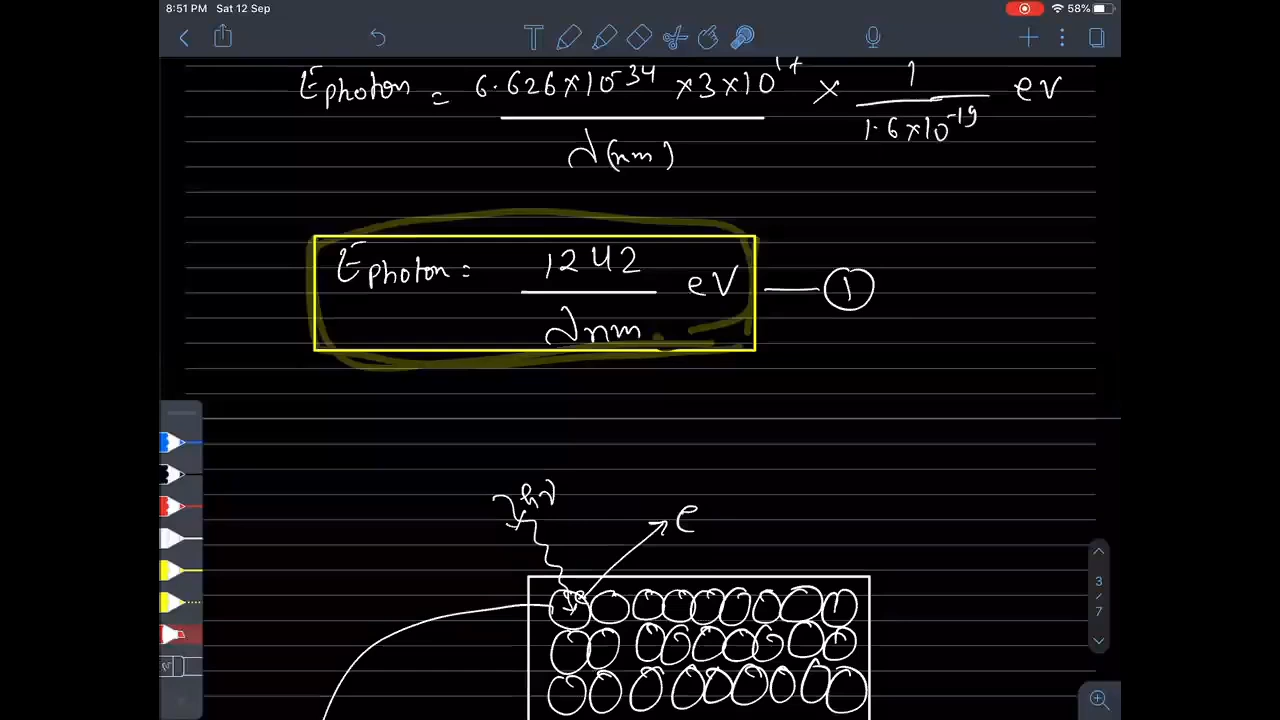 8:51 PM Sat 12 Sep 58%
Ephoton = 6.626×10-34 ×3×1017 × 1 eV
λ(nm) 1.6×10-19
Ephoton = 1242 eV — 1
λnm
hν
e
3
/
7